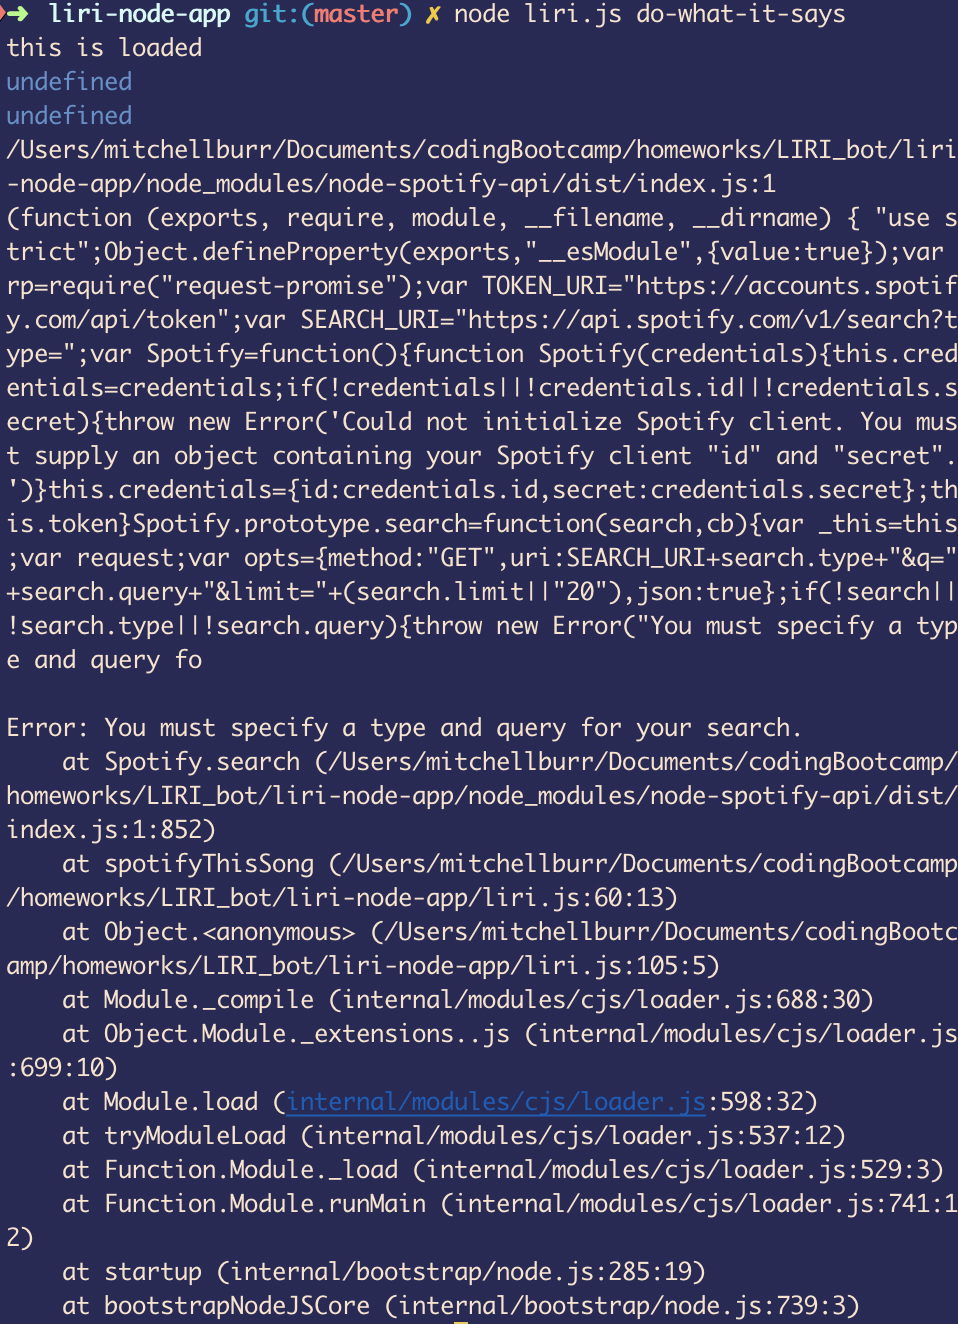 ➜ liri-node-app git:(master) ✗ node liri.js do-what-it-says
this is loaded
undefined
undefined
/Users/mitchellburr/Documents/codingBootcamp/homeworks/LIRI_bot/liri
-node-app/node_modules/node-spotify-api/dist/index.js:1
(function (exports, require, module, __filename, __dirname) { "use s
trict";Object.defineProperty(exports,"__esModule",{value:true});var
rp=require("request-promise");var TOKEN_URI="https://accounts.spotif
y.com/api/token";var SEARCH_URI="https://api.spotify.com/v1/search?t
ype=";var Spotify=function(){function Spotify(credentials){this.cred
entials=credentials;if(!credentials||!credentials.id||!credentials.s
ecret){throw new Error('Could not initialize Spotify client. You mus
t supply an object containing your Spotify client "id" and "secret".
')}this.credentials={id:credentials.id,secret:credentials.secret};th
is.token}Spotify.prototype.search=function(search,cb){var _this=this
;var request;var opts={method:"GET",uri:SEARCH_URI+search.type+"&q="
+search.query+"&limit="+(search.limit||"20"),json:true};if(!search||
!search.type||!search.query){throw new Error("You must specify a typ
e and query fo

Error: You must specify a type and query for your search.
    at Spotify.search (/Users/mitchellburr/Documents/codingBootcamp/
homeworks/LIRI_bot/liri-node-app/node_modules/node-spotify-api/dist/
index.js:1:852)
    at spotifyThisSong (/Users/mitchellburr/Documents/codingBootcamp
/homeworks/LIRI_bot/liri-node-app/liri.js:60:13)
    at Object.<anonymous> (/Users/mitchellburr/Documents/codingBootc
amp/homeworks/LIRI_bot/liri-node-app/liri.js:105:5)
    at Module._compile (internal/modules/cjs/loader.js:688:30)
    at Object.Module._extensions..js (internal/modules/cjs/loader.js
:699:10)
    at Module.load (internal/modules/cjs/loader.js:598:32)
    at tryModuleLoad (internal/modules/cjs/loader.js:537:12)
    at Function.Module._load (internal/modules/cjs/loader.js:529:3)
    at Function.Module.runMain (internal/modules/cjs/loader.js:741:1
2)
    at startup (internal/bootstrap/node.js:285:19)
    at bootstrapNodeJSCore (internal/bootstrap/node.js:739:3)